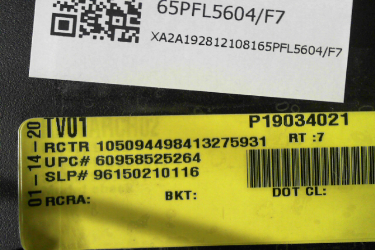 65PFL5604/F7
XA2A192812108165PFL5604/F7
01-14-20
TV01
P19034021
RCTR 105094498413275931
RT :7
UPC# 60958525264
SLP# 96150210116
RCRA: BKT: DOT CL: